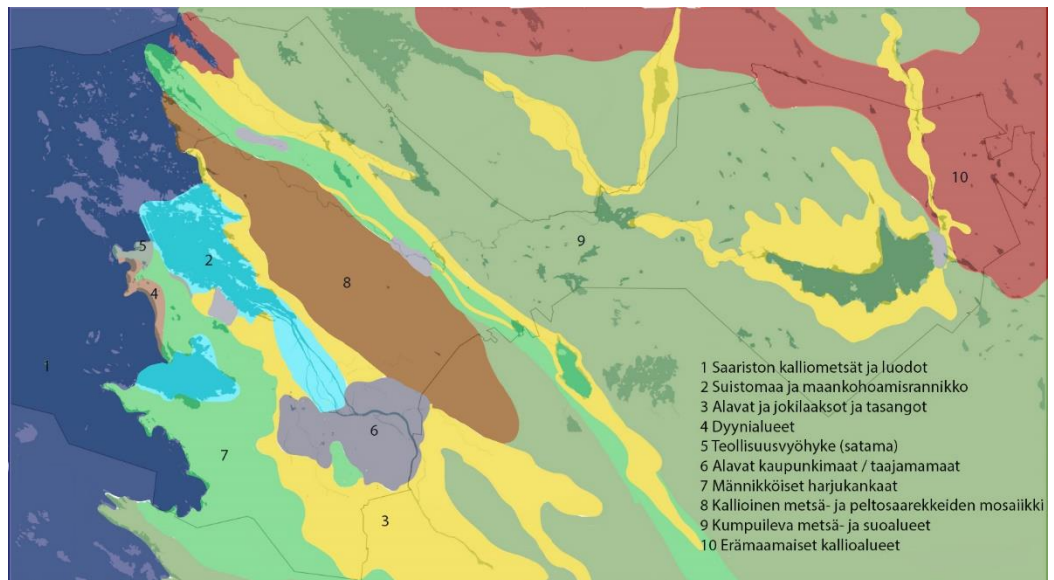 10
5
2
9
4
8
1
1 Saariston kalliometsät ja luodot
2 Suistomaa ja maankohoamisrannikko
3 Alavat ja jokilaaksot ja tasangot
4 Dyynialueet
5 Teollisuusvyöhyke (satama)
6 Alavat kaupunkimaat / taajamamaat
7 Männikköiset harjukankaat
8 Kallioinen metsä- ja peltosaarekkeiden mosaiikki
9 Kumpuileva metsä- ja suoalueet
10 Erämaamaiset kallioalueet
6
7
3